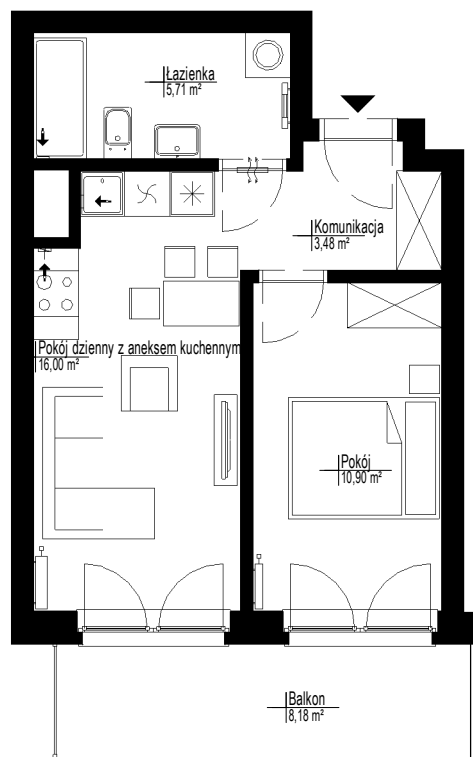 Łazienka
5,71 m²
Komunikacja
3,48 m²
Pokój dzienny z aneksem kuchennym
16,00 m²
Pokój
10,90 m²
Balkon
8,18 m²